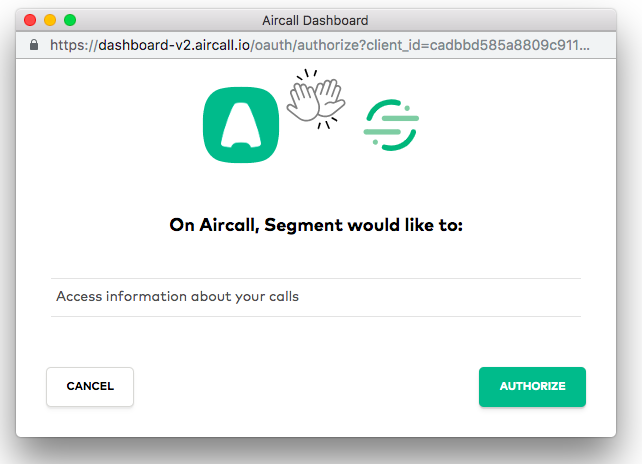 Aircall Dashboard
https://dashboard-v2.aircall.io/oauth/authorize?client_id=cadbbd585a8809c911...
On Aircall, Segment would like to:
Access information about your calls
CANCEL
AUTHORIZE